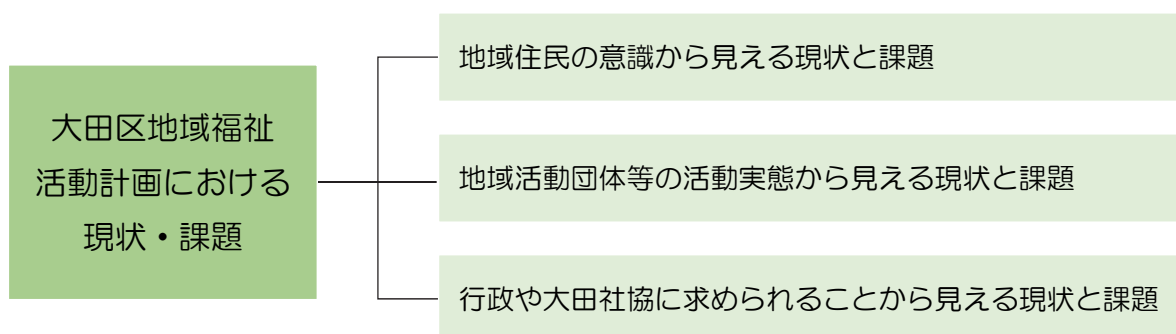 大田区地域福祉
活動計画における
現状・課題
地域住民の意識から見える現状と課題
地域活動団体等の活動実態から見える現状と課題
行政や大田社協に求められることから見える現状と課題